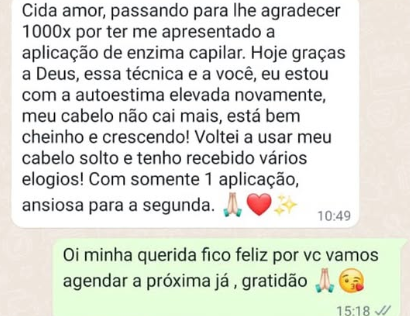 Cida amor, passando para lhe agradecer
1000x por ter me apresentado a
aplicação de enzima capilar. Hoje graças
a Deus, essa técnica e a você, eu estou
com a autoestima elevada novamente,
meu cabelo não cai mais, está bem
cheinho e crescendo! Voltei a usar meu
cabelo solto e tenho recebido vários
elogios! Com somente 1 aplicação,
ansiosa para a segunda. 🙏🏻❤️✨
10:49
Oi minha querida fico feliz por vc vamos
agendar a próxima já , gratidão 🙏🏻😘
15:18